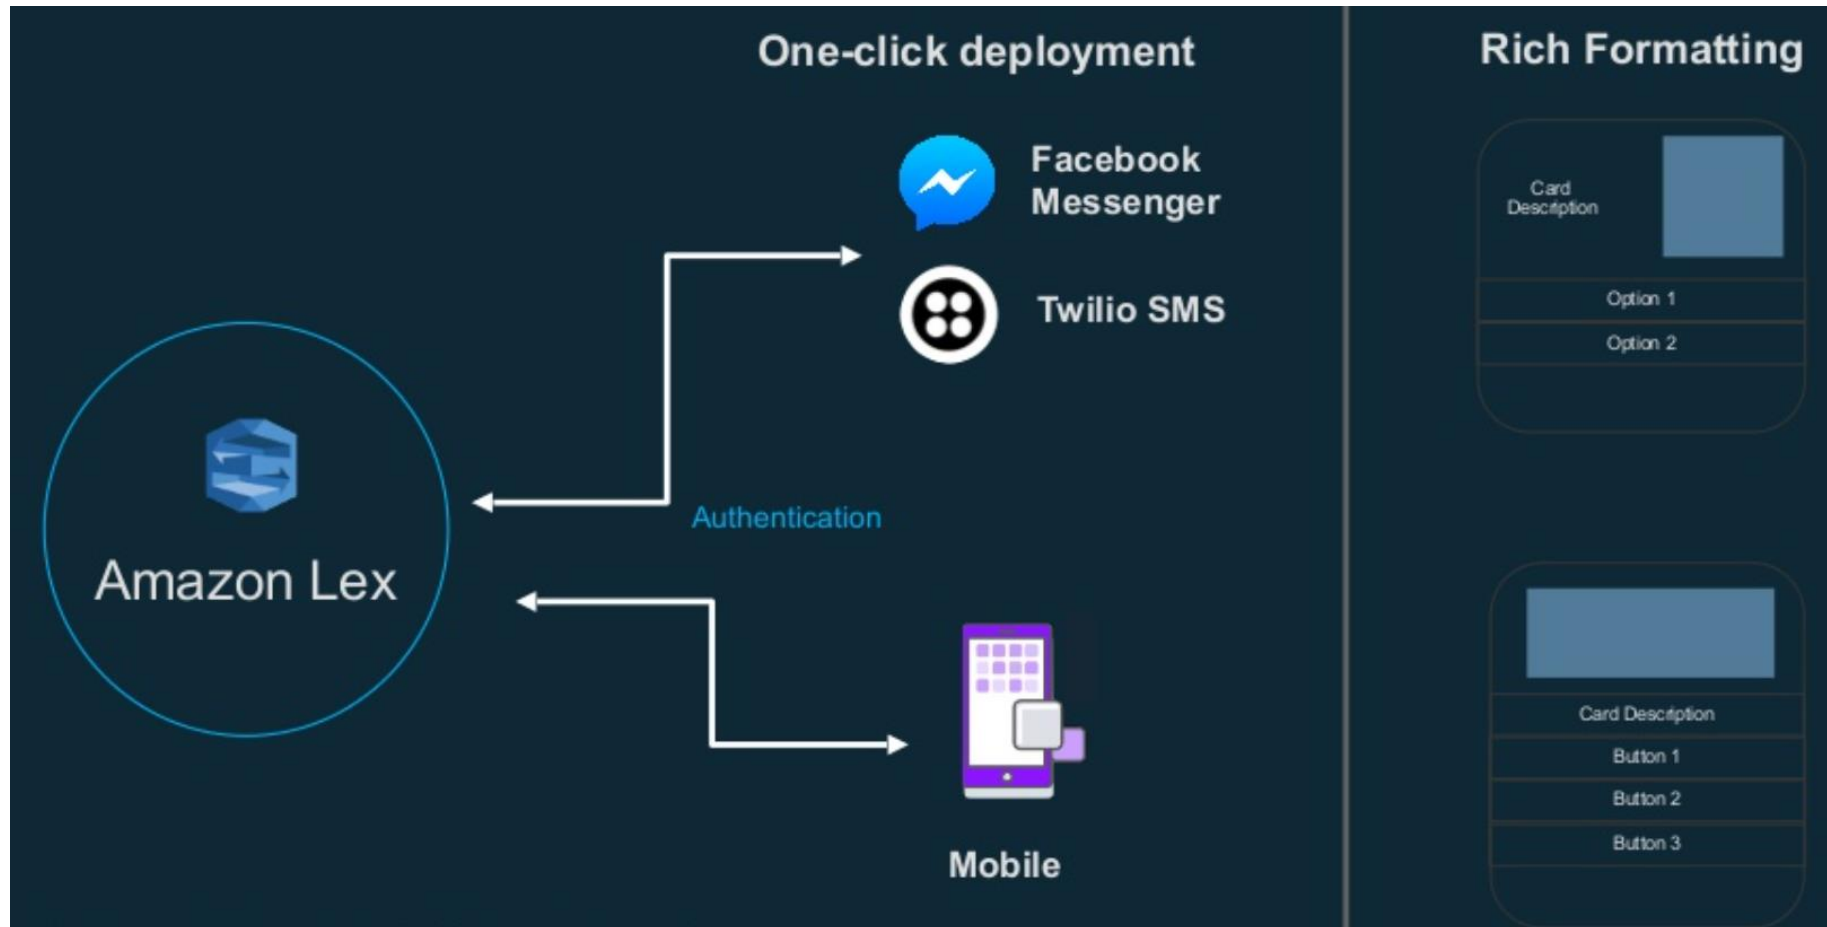 One-click deployment
Facebook
Messenger
Twilio SMS
Authentication
Amazon Lex
Mobile
Rich Formatting
Card
Description
Option 1
Option 2
Card Description
Button 1
Button 2
Button 3